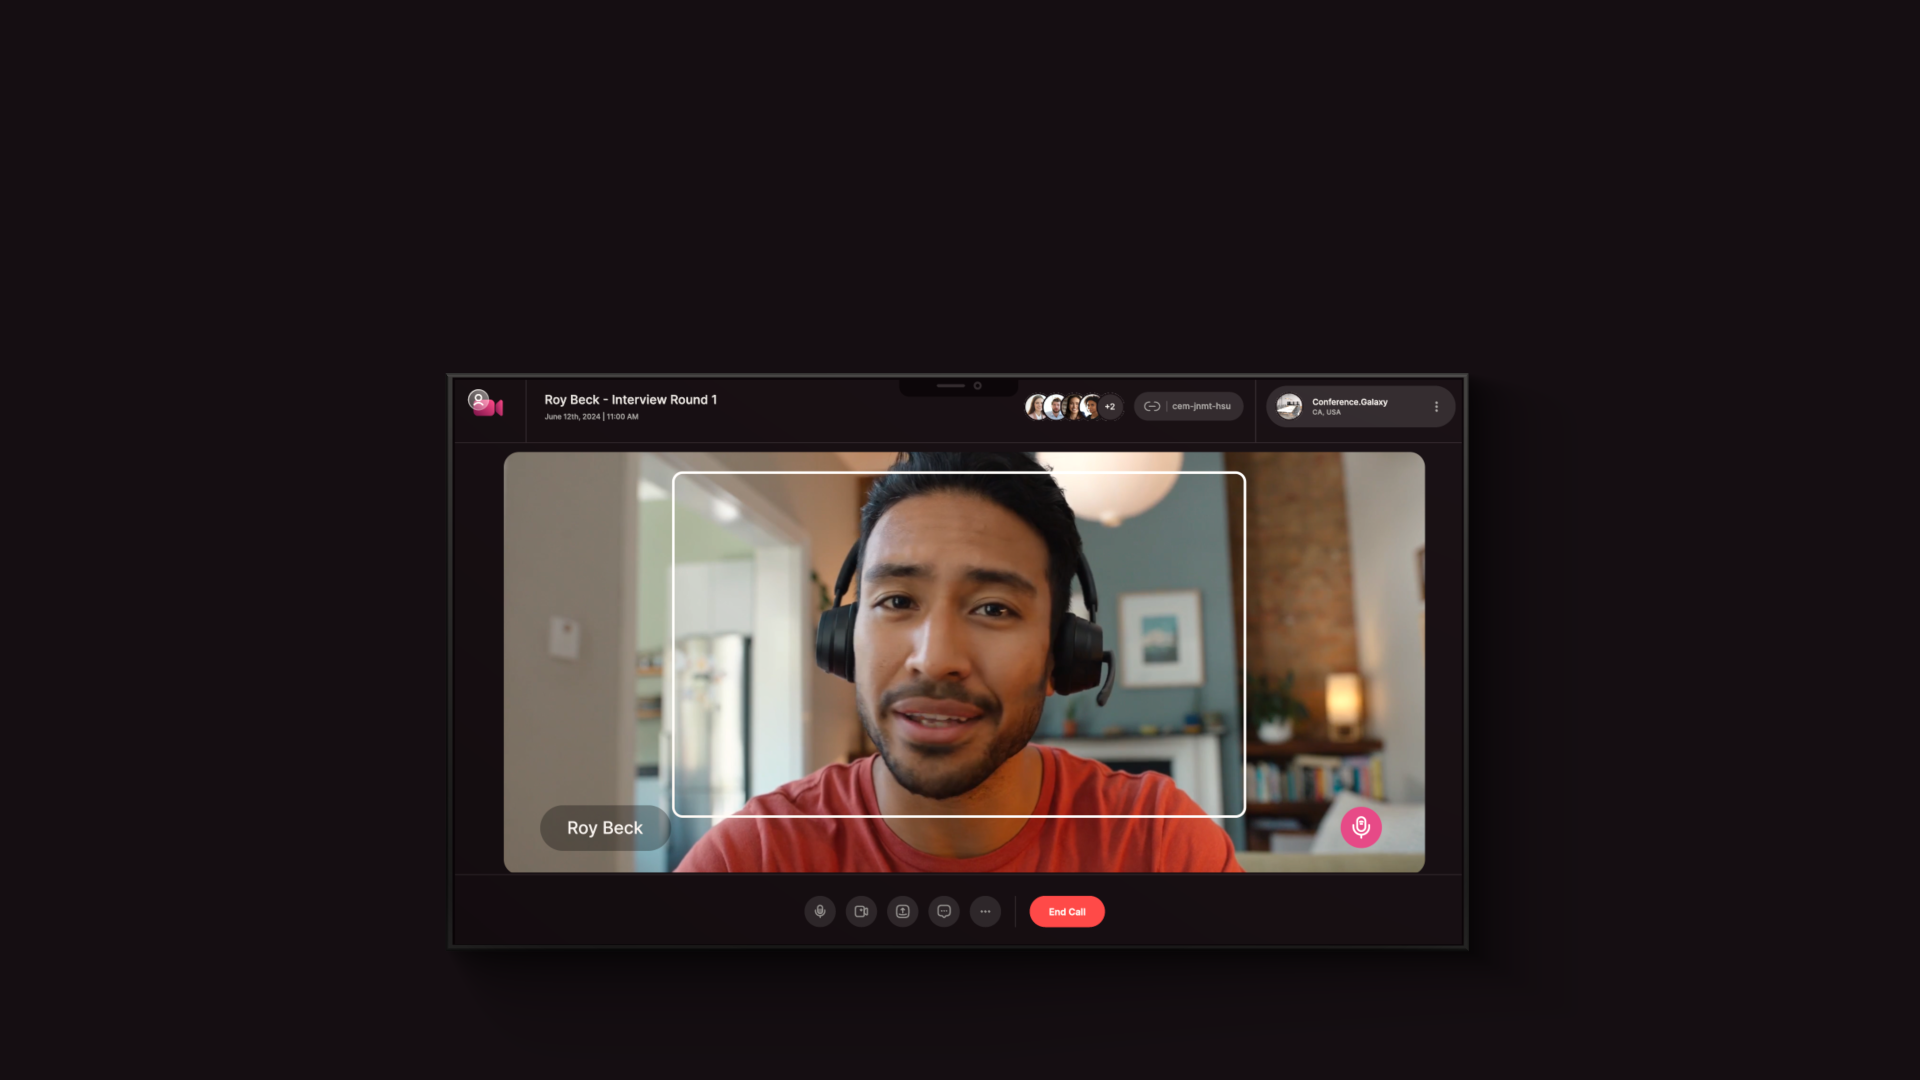 Roy Beck - Interview Round 1
June 12th, 2024 | 11:00 AM
+2
cem-jnmt-hsu
Conference.Galaxy
CA, USA
Roy Beck
End Call